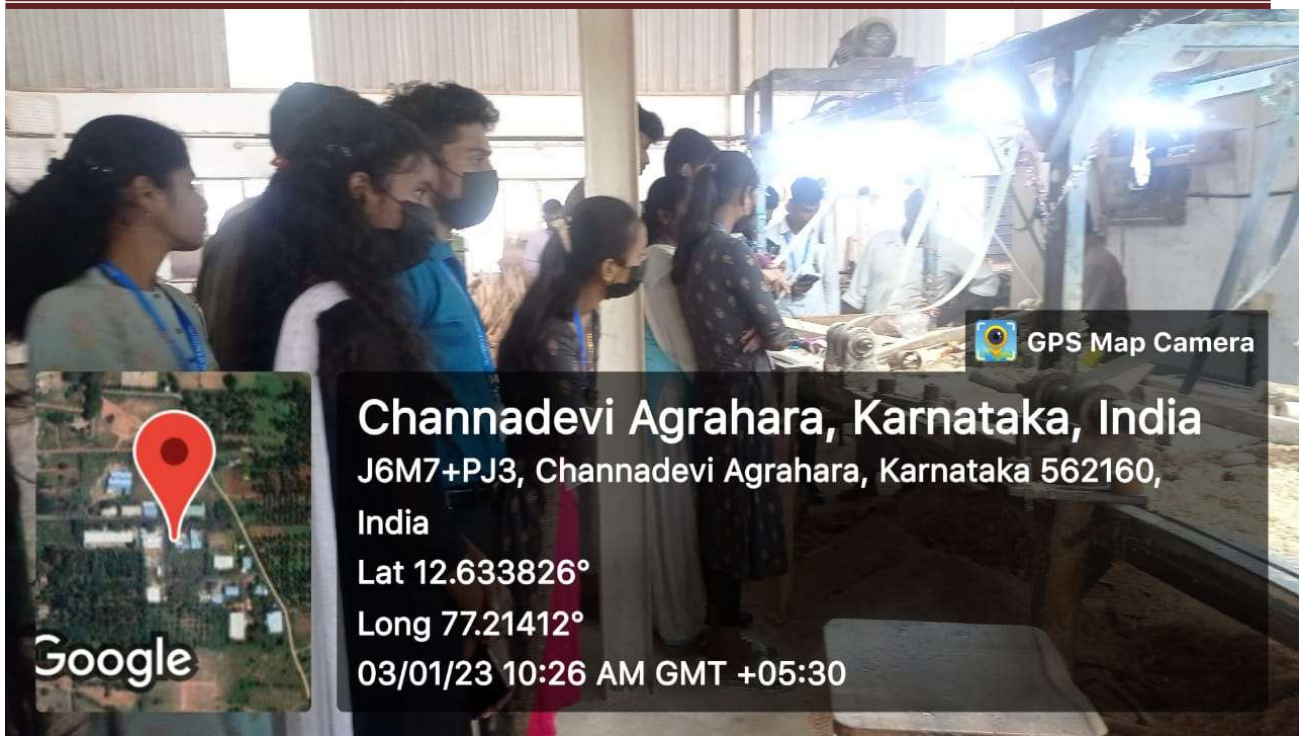 GPS Map Camera
Channadevi Agrahara, Karnataka, India
J6M7+PJ3, Channadevi Agrahara, Karnataka 562160,
India
Lat 12.633826°
Long 77.21412°
03/01/23 10:26 AM GMT +05:30
Google